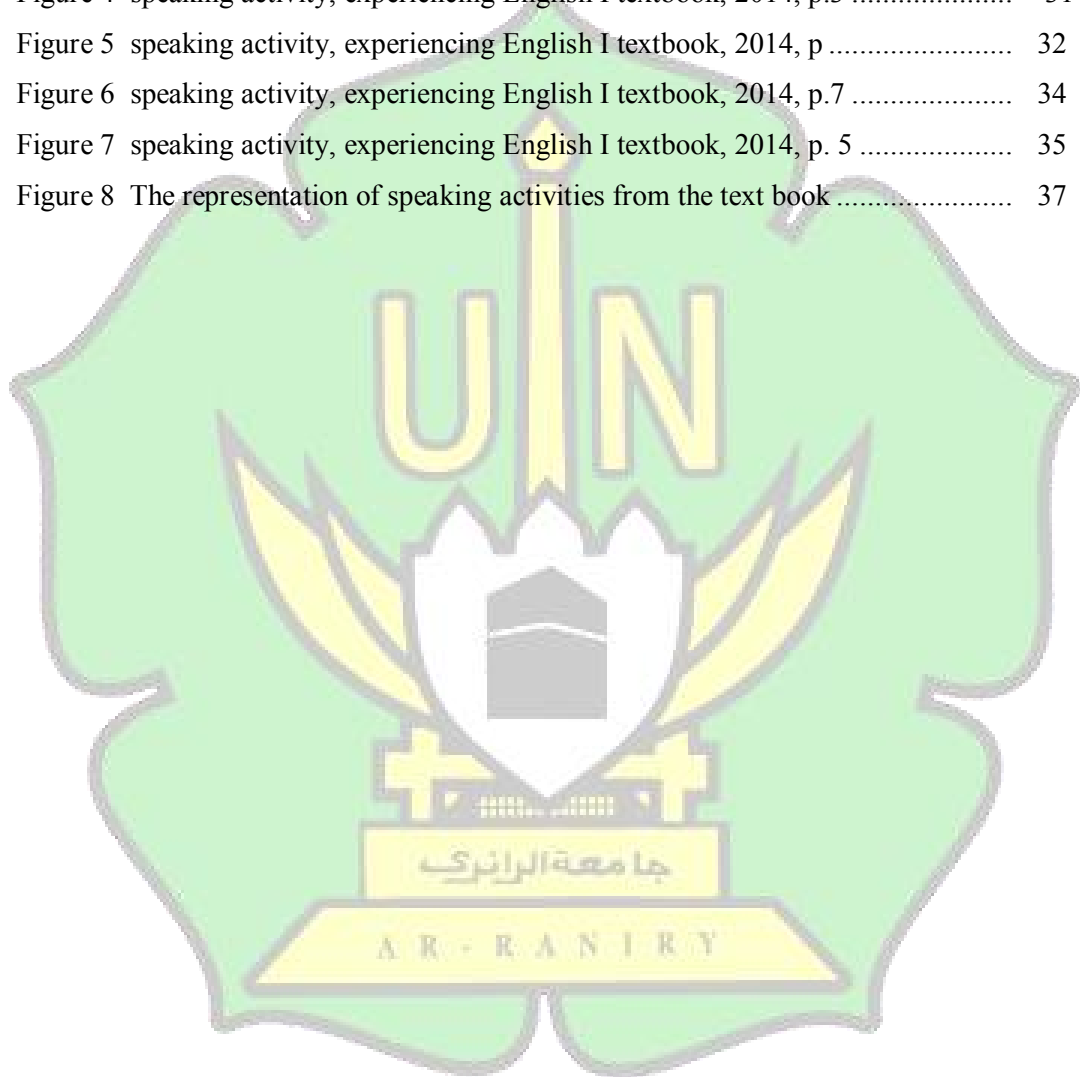 Figure 5 speaking activity, experiencing English I textbook, 2014, p ...................... 32
Figure 6 speaking activity, experiencing English I textbook, 2014, p.7 ................... 34
Figure 7 speaking activity, experiencing English I textbook, 2014, p. 5 .................. 35
Figure 8 The representation of speaking activities from the text book ..................... 37
U N
جامعة الرانري
A R - R A N I R Y